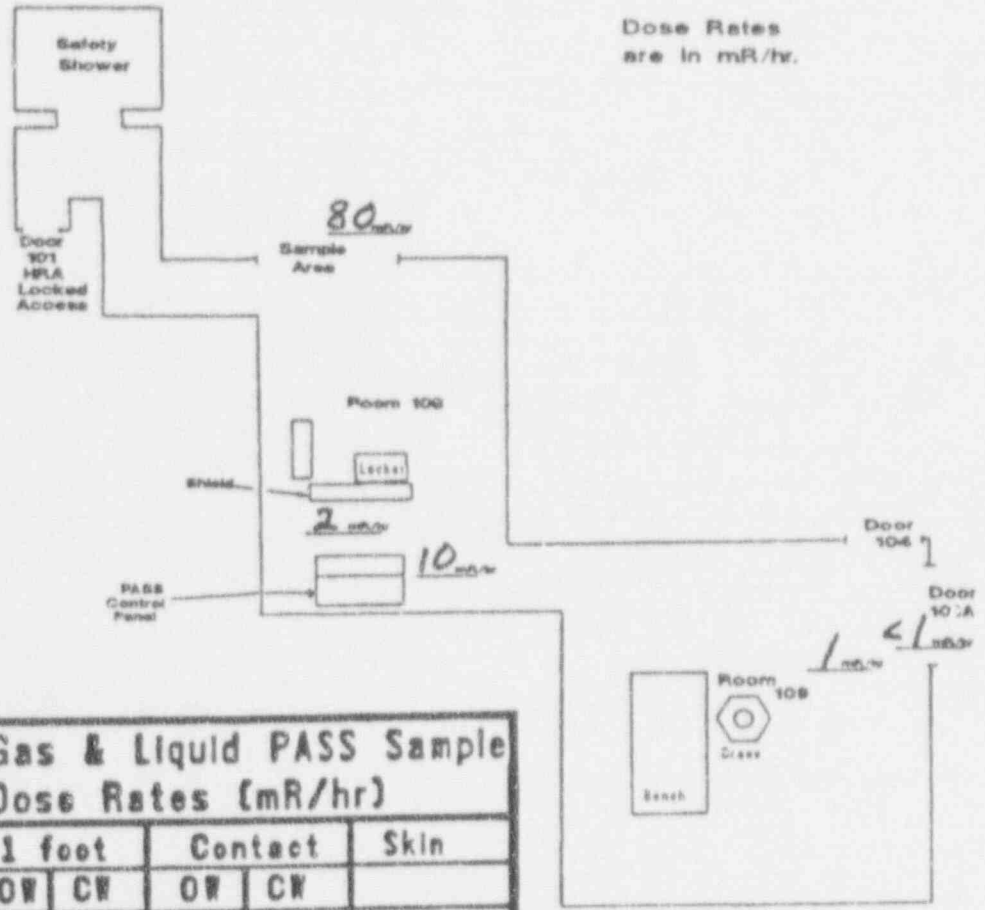 Dose Rates
are in mR/hr.
Safety
Shower
80 mR/hr
Sample
Area
Door
101
HRA
Locked
Access
Room 108
Locker
Shield
2 mR/hr
10 mR/hr
PASS
Control
Panel
Door
104
Door
<1 mR/hr
1 mR/hr
Room
109
Bench
Gas & Liquid PASS Sample
Dose Rates (mR/hr)
1 foot Contact Skin
OW CW OW CW